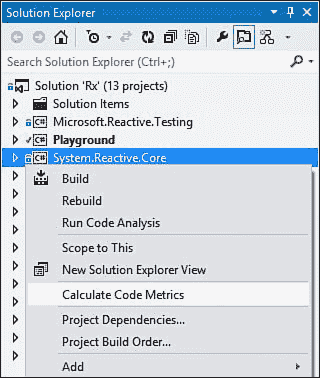 Solution Explorer
Search Solution Explorer (Ctrl+;)
Solution 'Rx' (13 projects)
Solution Items
C# Microsoft.Reactive.Testing
C# Playground
C# System.Reactive.Core
Build
Rebuild
Run Code Analysis
Scope to This
New Solution Explorer View
Calculate Code Metrics
Project Dependencies...
Project Build Order...
Add